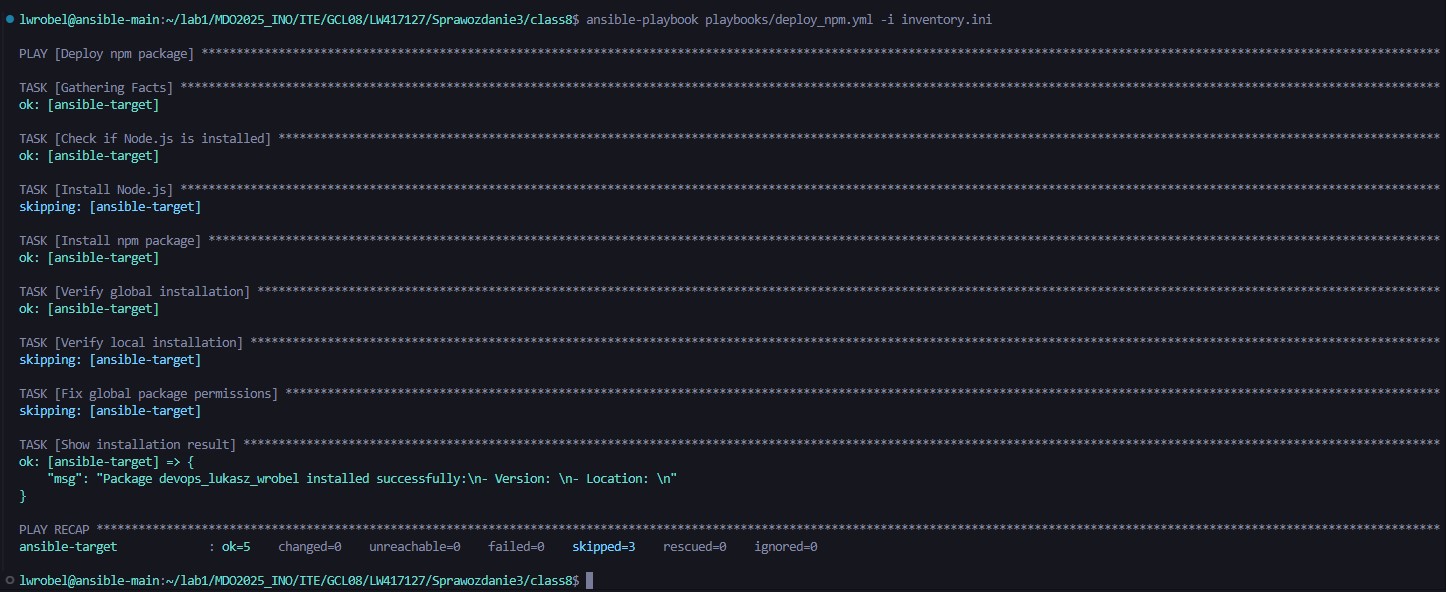 lwrobel@ansible-main:~/lab1/MDO2025_INO/ITE/GCL08/LW417127/Sprawozdanie3/class8$ ansible-playbook playbooks/deploy_npm.yml -i inventory.ini
PLAY [Deploy npm package] ******************************************************************************************************************************************************************************
TASK [Gathering Facts] *********************************************************************************************************************************************************************************
ok: [ansible-target]
TASK [Check if Node.js is installed] *******************************************************************************************************************************************************************
ok: [ansible-target]
TASK [Install Node.js] *********************************************************************************************************************************************************************************
skipping: [ansible-target]
TASK [Install npm package] *****************************************************************************************************************************************************************************
ok: [ansible-target]
TASK [Verify global installation] **********************************************************************************************************************************************************************
ok: [ansible-target]
TASK [Verify local installation] ***********************************************************************************************************************************************************************
skipping: [ansible-target]
TASK [Fix global package permissions] ******************************************************************************************************************************************************************
skipping: [ansible-target]
TASK [Show installation result] ************************************************************************************************************************************************************************
ok: [ansible-target] => {
    "msg": "Package devops_lukasz_wrobel installed successfully:\n- Version: \n- Location: \n"
}
PLAY RECAP *********************************************************************************************************************************************************************************************
ansible-target             : ok=5    changed=0    unreachable=0    failed=0    skipped=3    rescued=0    ignored=0
lwrobel@ansible-main:~/lab1/MDO2025_INO/ITE/GCL08/LW417127/Sprawozdanie3/class8$